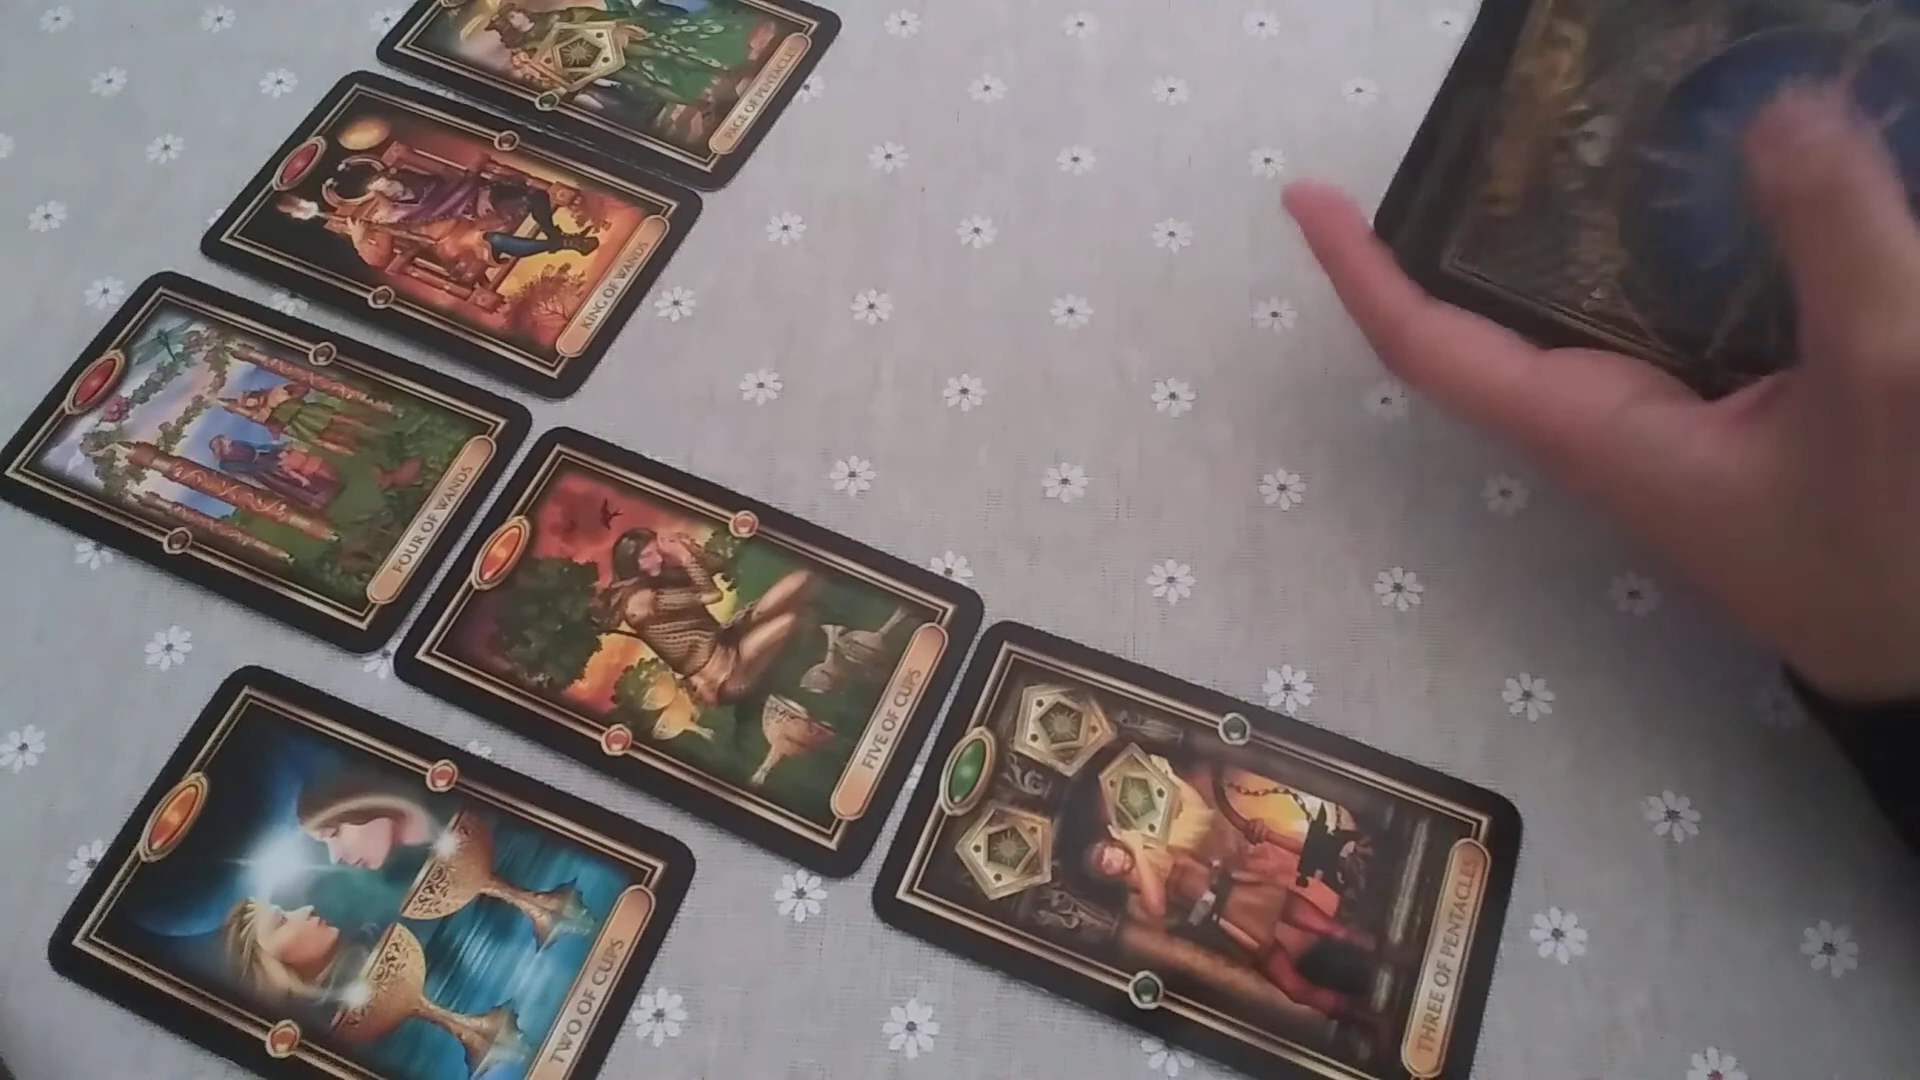 PAGE OF PENTACLES
KING OF WANDS
FOUR OF WANDS
FIVE OF CUPS
THREE OF PENTACLES
TWO OF CUPS